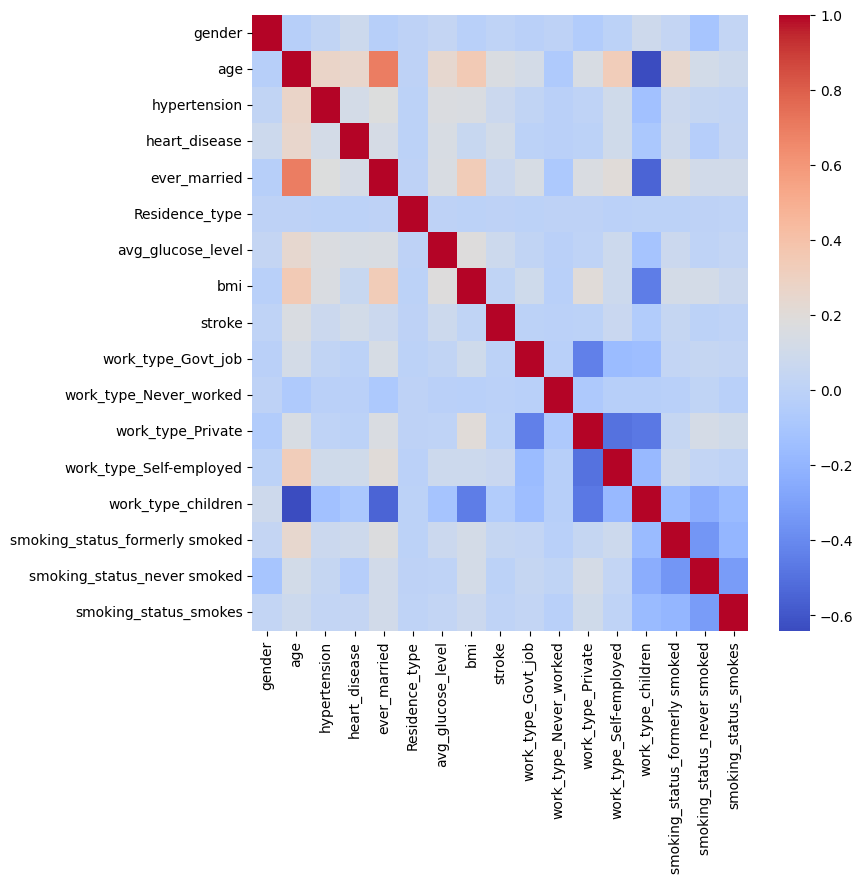 gender
age
hypertension
heart_disease
ever_married
Residence_type
avg_glucose_level
bmi
stroke
work_type_Govt_job
work_type_Never_worked
work_type_Private
work_type_Self-employed
work_type_children
smoking_status_formerly smoked
smoking_status_never smoked
smoking_status_smokes
gender
age
hypertension
heart_disease
ever_married
Residence_type
avg_glucose_level
bmi
stroke
work_type_Govt_job
work_type_Never_worked
work_type_Private
work_type_Self-employed
work_type_children
smoking_status_formerly smoked
smoking_status_never smoked
smoking_status_smokes
1.0
0.8
0.6
0.4
0.2
0.0
−0.2
−0.4
−0.6